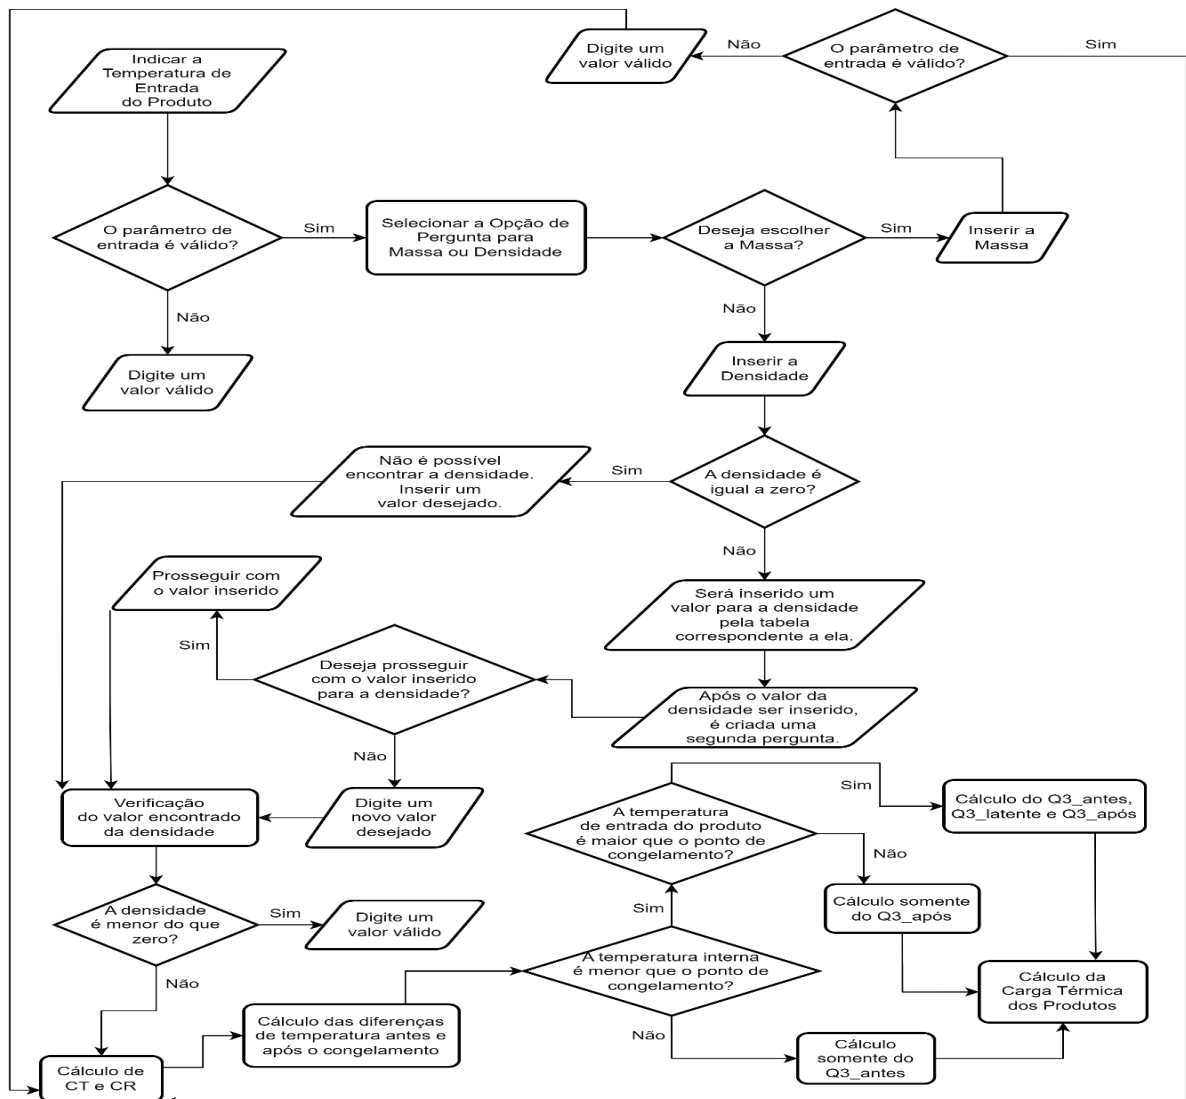 Indicar a
Temperatura de
Entrada
do Produto
Digite um
valor válido
Não
O parâmetro de
entrada é válido?
Sim
O parâmetro de
entrada é válido?
Sim
Selecionar a Opção de
Pergunta para
Massa ou Densidade
Deseja escolher
a Massa?
Sim
Inserir a
Massa
Não
Digite um
valor válido
Não
Inserir a
Densidade
A densidade é
igual a zero?
Sim
Não é possível
encontrar a densidade.
Inserir um
valor desejado.
Não
Será inserido um
valor para a densidade
pela tabela
correspondente a ela.
Após o valor da
densidade ser inserido,
é criada uma
segunda pergunta.
Deseja prosseguir
com o valor inserido
para a densidade?
Sim
Prosseguir com
o valor inserido
Não
Digite um
novo valor
desejado
Verificação
do valor encontrado
da densidade
A densidade
é menor do que
zero?
Sim
Digite um
valor válido
Não
Cálculo de
CT e CR
Cálculo das diferenças
de temperatura antes e
após o congelamento
A temperatura interna
é menor que o ponto de
congelamento?
Sim
A temperatura
de entrada do produto
é maior que o ponto de
congelamento?
Sim
Cálculo do Q3_antes,
Q3_latente e Q3_após
Não
Cálculo somente
do Q3_após
Não
Cálculo
somente do
Q3_antes
Cálculo da
Carga Térmica
dos Produtos